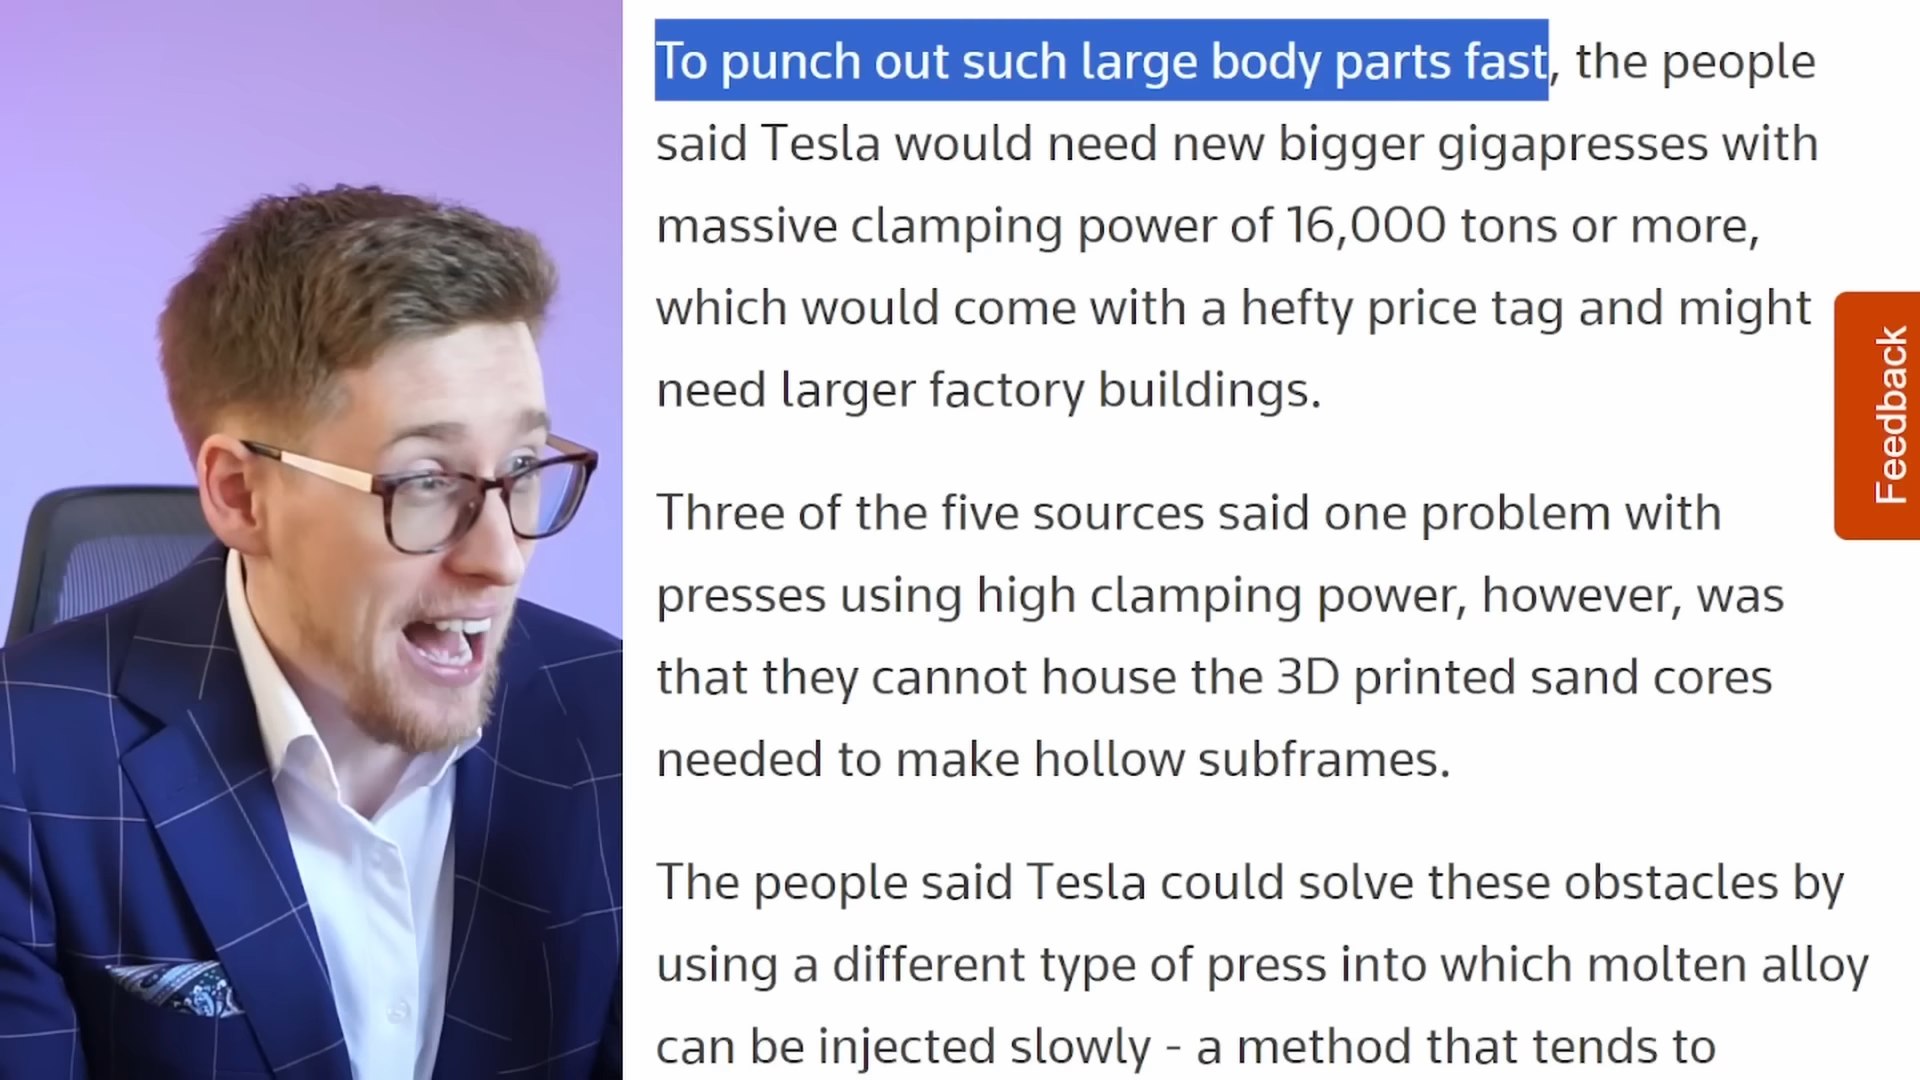 To punch out such large body parts fast, the people
said Tesla would need new bigger gigapresses with
massive clamping power of 16,000 tons or more,
which would come with a hefty price tag and might
need larger factory buildings.
Three of the five sources said one problem with
presses using high clamping power, however, was
that they cannot house the 3D printed sand cores
needed to make hollow subframes.
The people said Tesla could solve these obstacles by
using a different type of press into which molten alloy
can be injected slowly - a method that tends to
Feedback